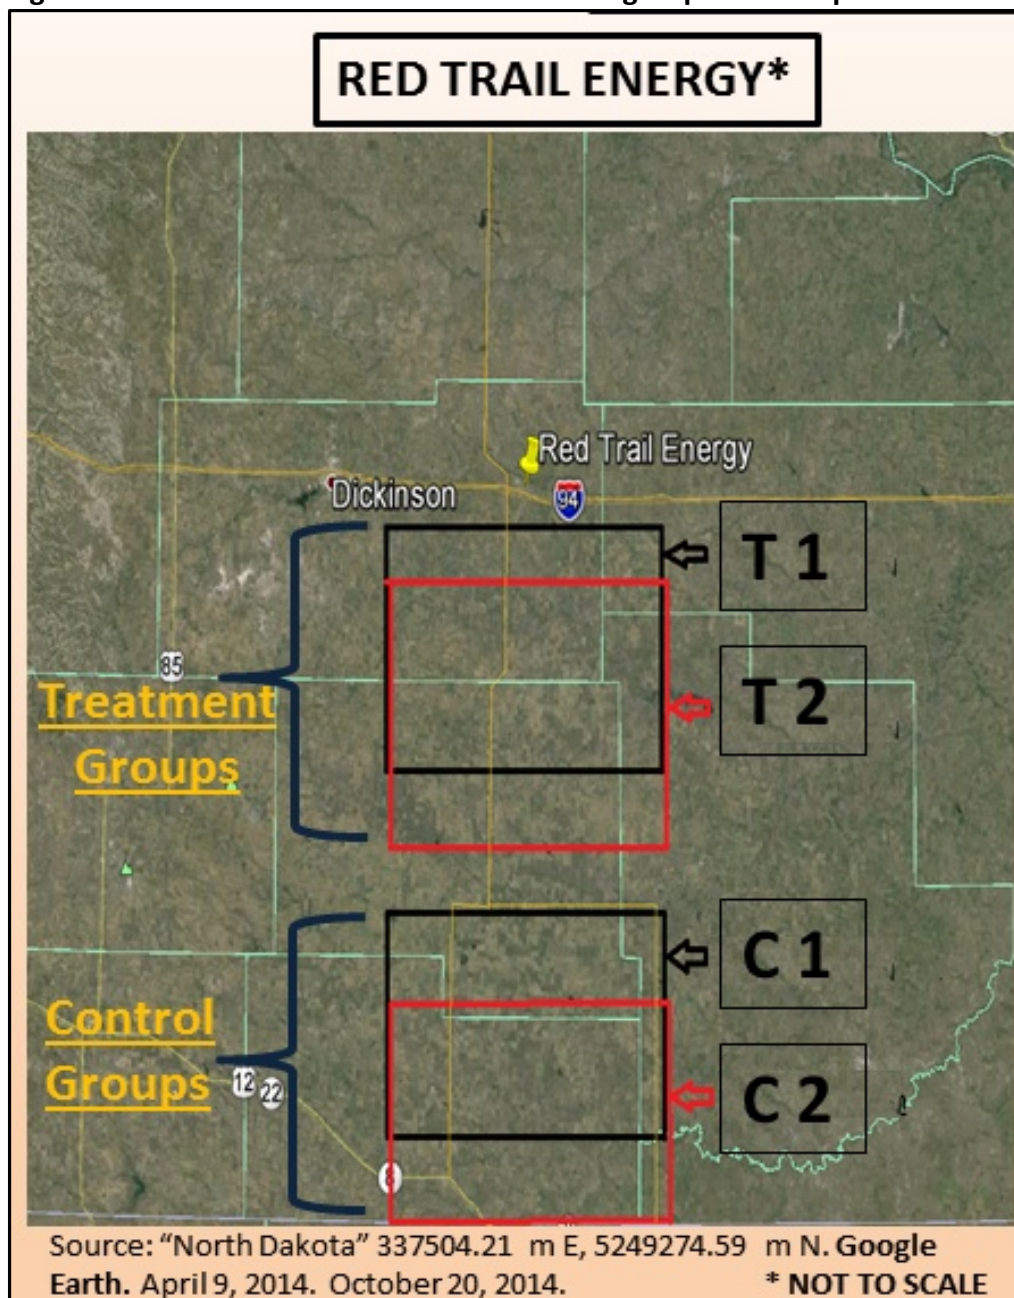 RED TRAIL ENERGY*
Red Trail Energy
Dickinson
94
T 1
85
Treatment
Groups
T 2
C 1
Control
Groups
12
22
C 2
8
Source: "North Dakota" 337504.21 m E, 5249274.59 m N. Google
Earth. April 9, 2014. October 20, 2014. * NOT TO SCALE